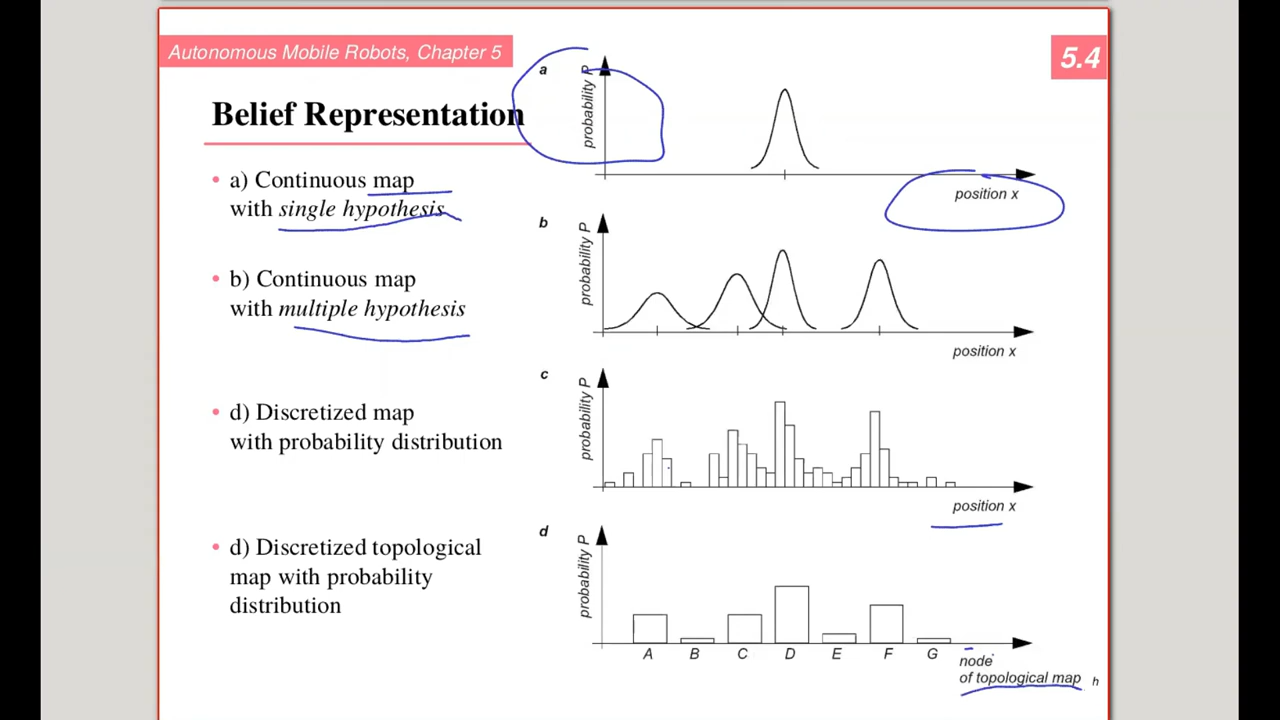 Autonomous Mobile Robots, Chapter 5
5.4
Belief Representation
• a) Continuous map
with single hypothesis
• b) Continuous map
with multiple hypothesis
• d) Discretized map
with probability distribution
• d) Discretized topological
map with probability
distribution
a
probability P
position x
b
probability P
position x
c
probability P
position x
d
probability P
A B C D E F G
node
of topological map
h